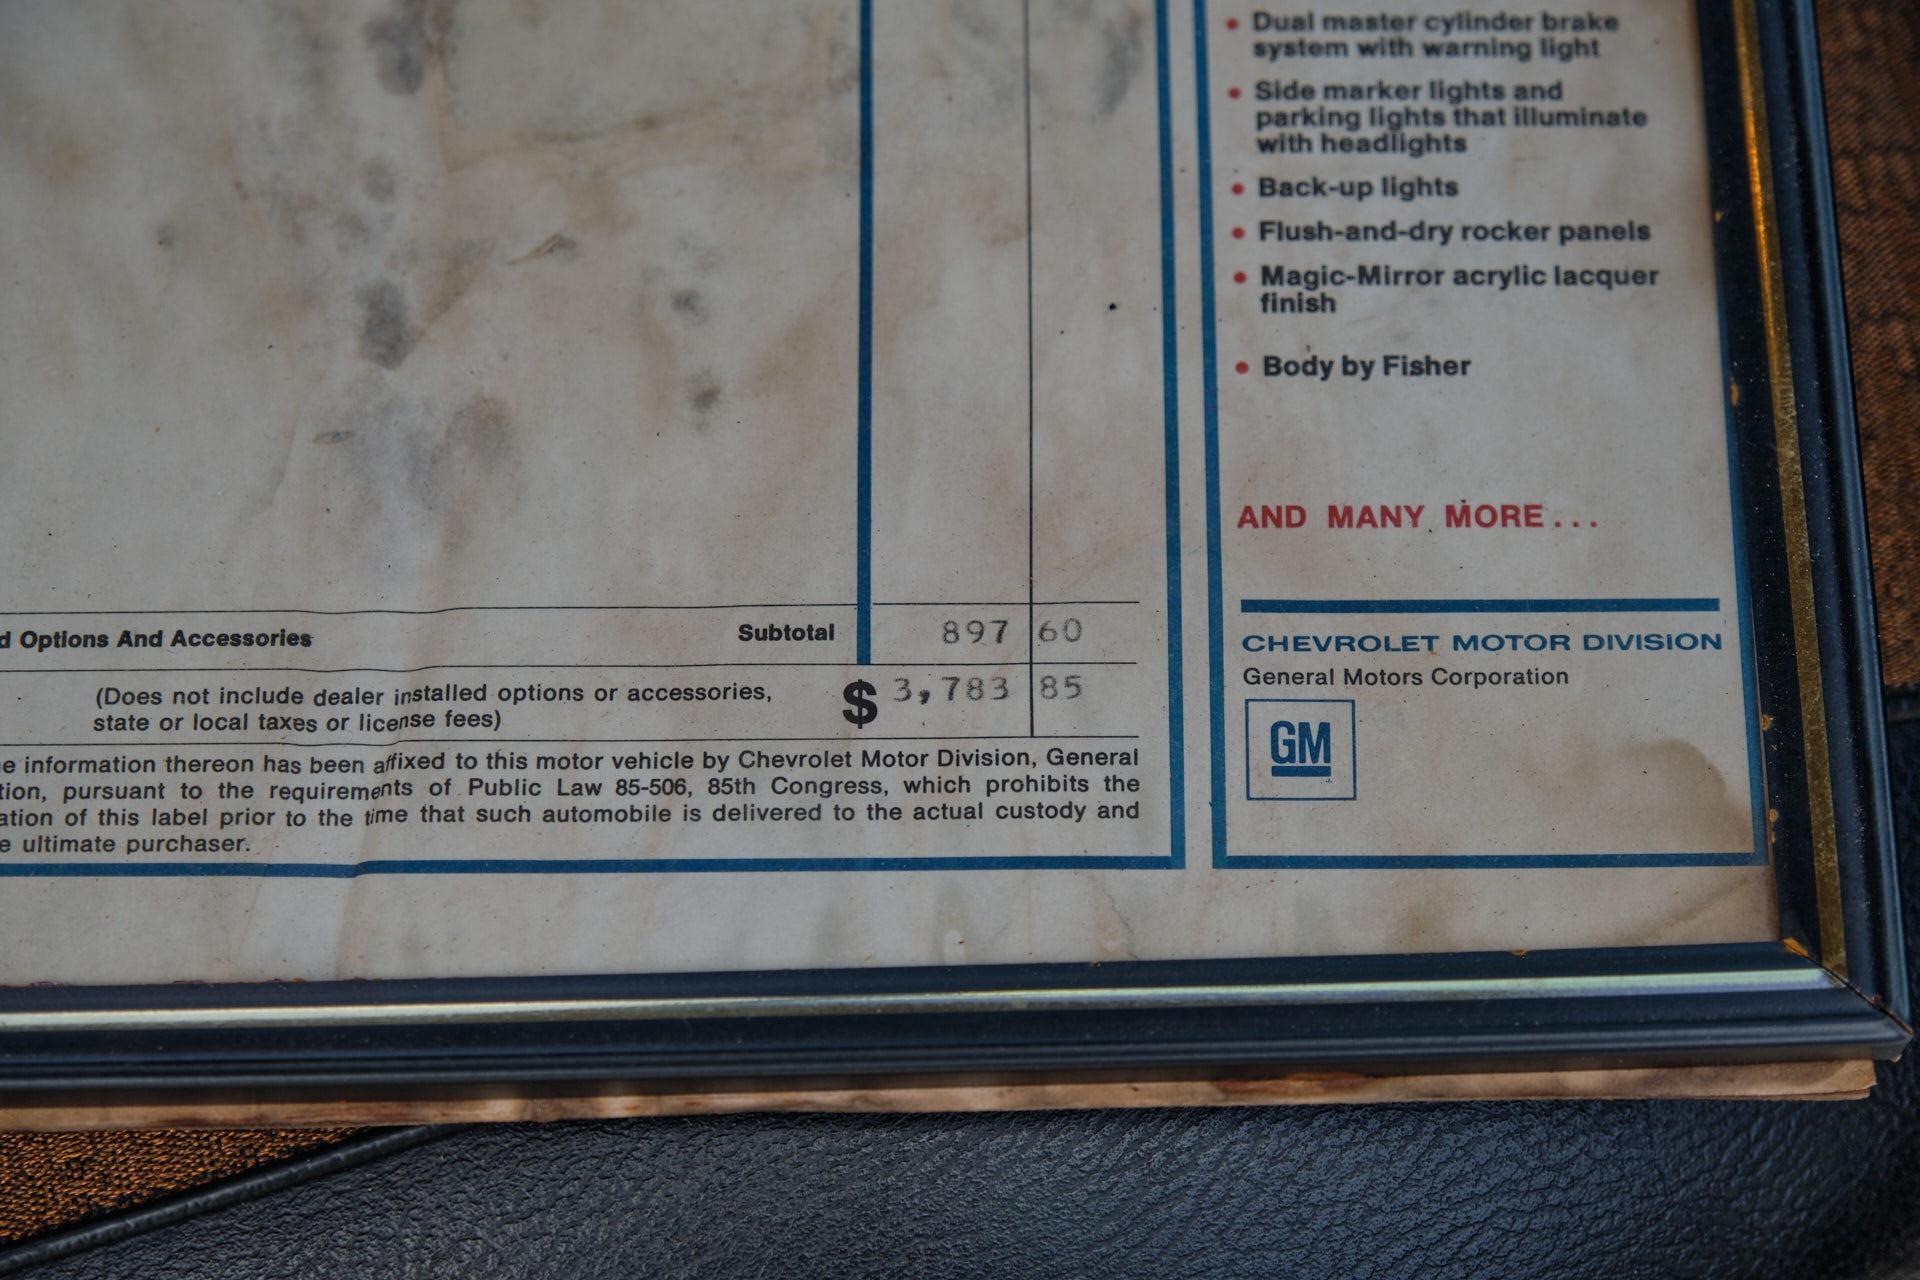 • Dual master cylinder brake
system with warning light
• Side marker lights and
parking lights that illuminate
with headlights
• Back-up lights
• Flush-and-dry rocker panels
• Magic-Mirror acrylic lacquer
finish
• Body by Fisher
AND MANY MORE...
CHEVROLET MOTOR DIVISION
General Motors Corporation
GM
d Options And Accessories Subtotal 897 60
(Does not include dealer installed options or accessories,
state or local taxes or license fees)
$ 3,783 85
e information thereon has been affixed to this motor vehicle by Chevrolet Motor Division, General
tion, pursuant to the requirements of Public Law 85-506, 85th Congress, which prohibits the
ation of this label prior to the time that such automobile is delivered to the actual custody and
e ultimate purchaser.